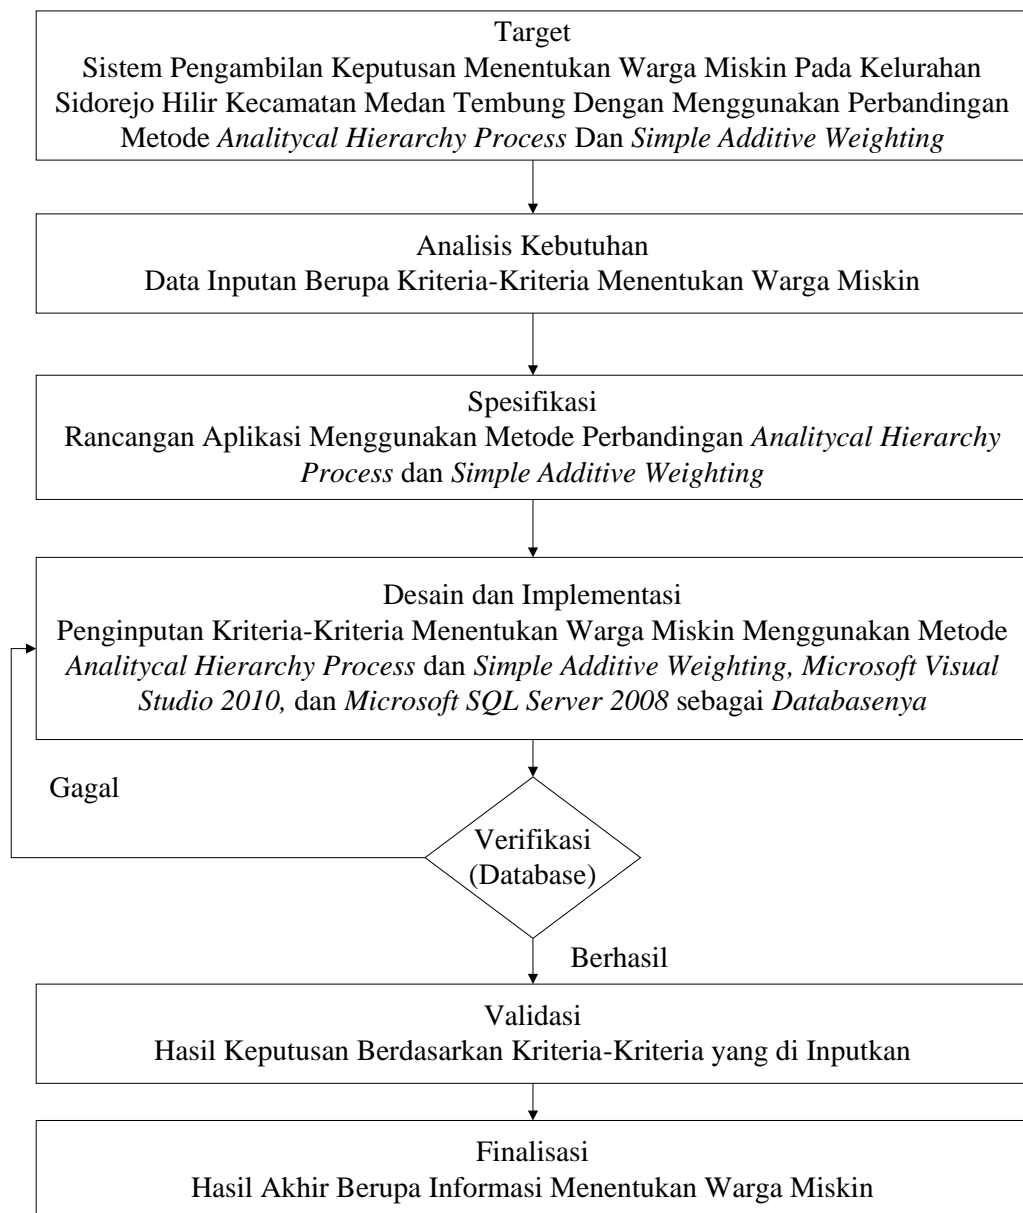 Target
Sistem Pengambilan Keputusan Menentukan Warga Miskin Pada Kelurahan
Sidorejo Hilir Kecamatan Medan Tembung Dengan Menggunakan Perbandingan
Metode Analitycal Hierarchy Process Dan Simple Additive Weighting
Analisis Kebutuhan
Data Inputan Berupa Kriteria-Kriteria Menentukan Warga Miskin
Spesifikasi
Rancangan Aplikasi Menggunakan Metode Perbandingan Analitycal Hierarchy
Process dan Simple Additive Weighting
Desain dan Implementasi
Penginputan Kriteria-Kriteria Menentukan Warga Miskin Menggunakan Metode
Analitycal Hierarchy Process dan Simple Additive Weighting, Microsoft Visual
Studio 2010, dan Microsoft SQL Server 2008 sebagai Databasenya
Gagal
Verifikasi
(Database)
Berhasil
Validasi
Hasil Keputusan Berdasarkan Kriteria-Kriteria yang di Inputkan
Finalisasi
Hasil Akhir Berupa Informasi Menentukan Warga Miskin